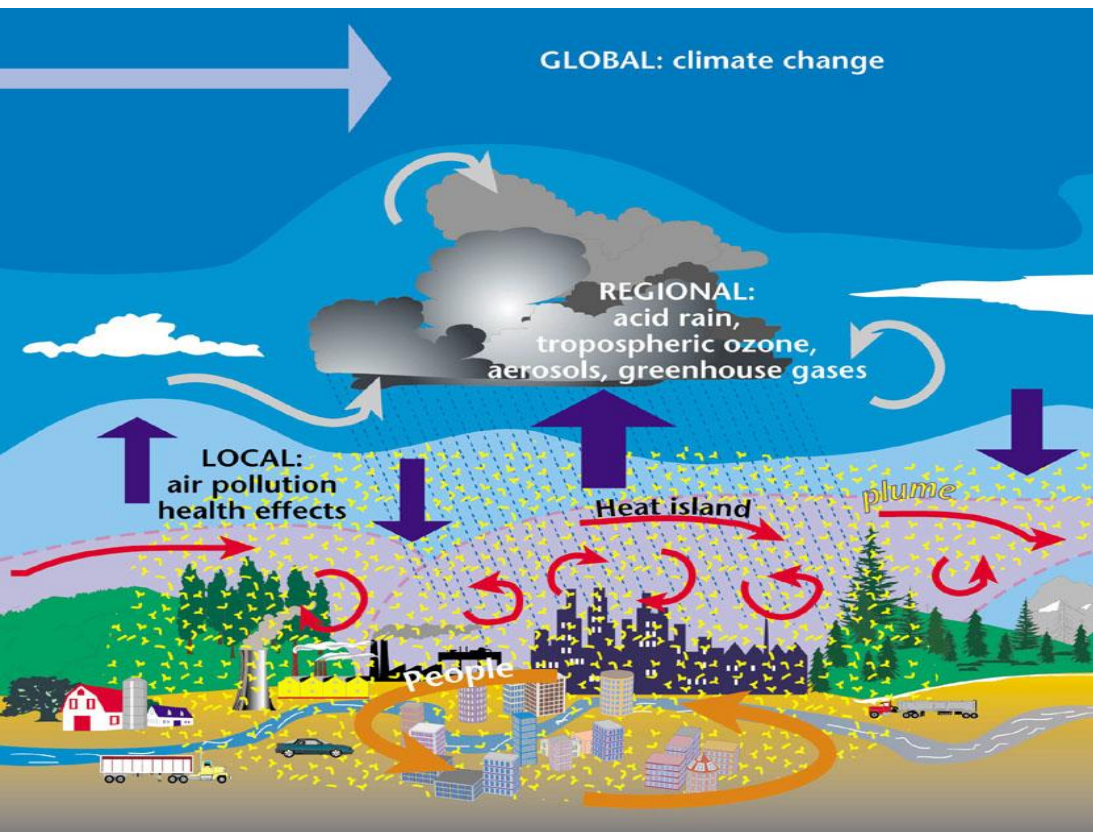 GLOBAL: climate change
REGIONAL:
acid rain,
tropospheric ozone,
aerosols, greenhouse gases
LOCAL:
air pollution
health effects
Heat island
plume
People